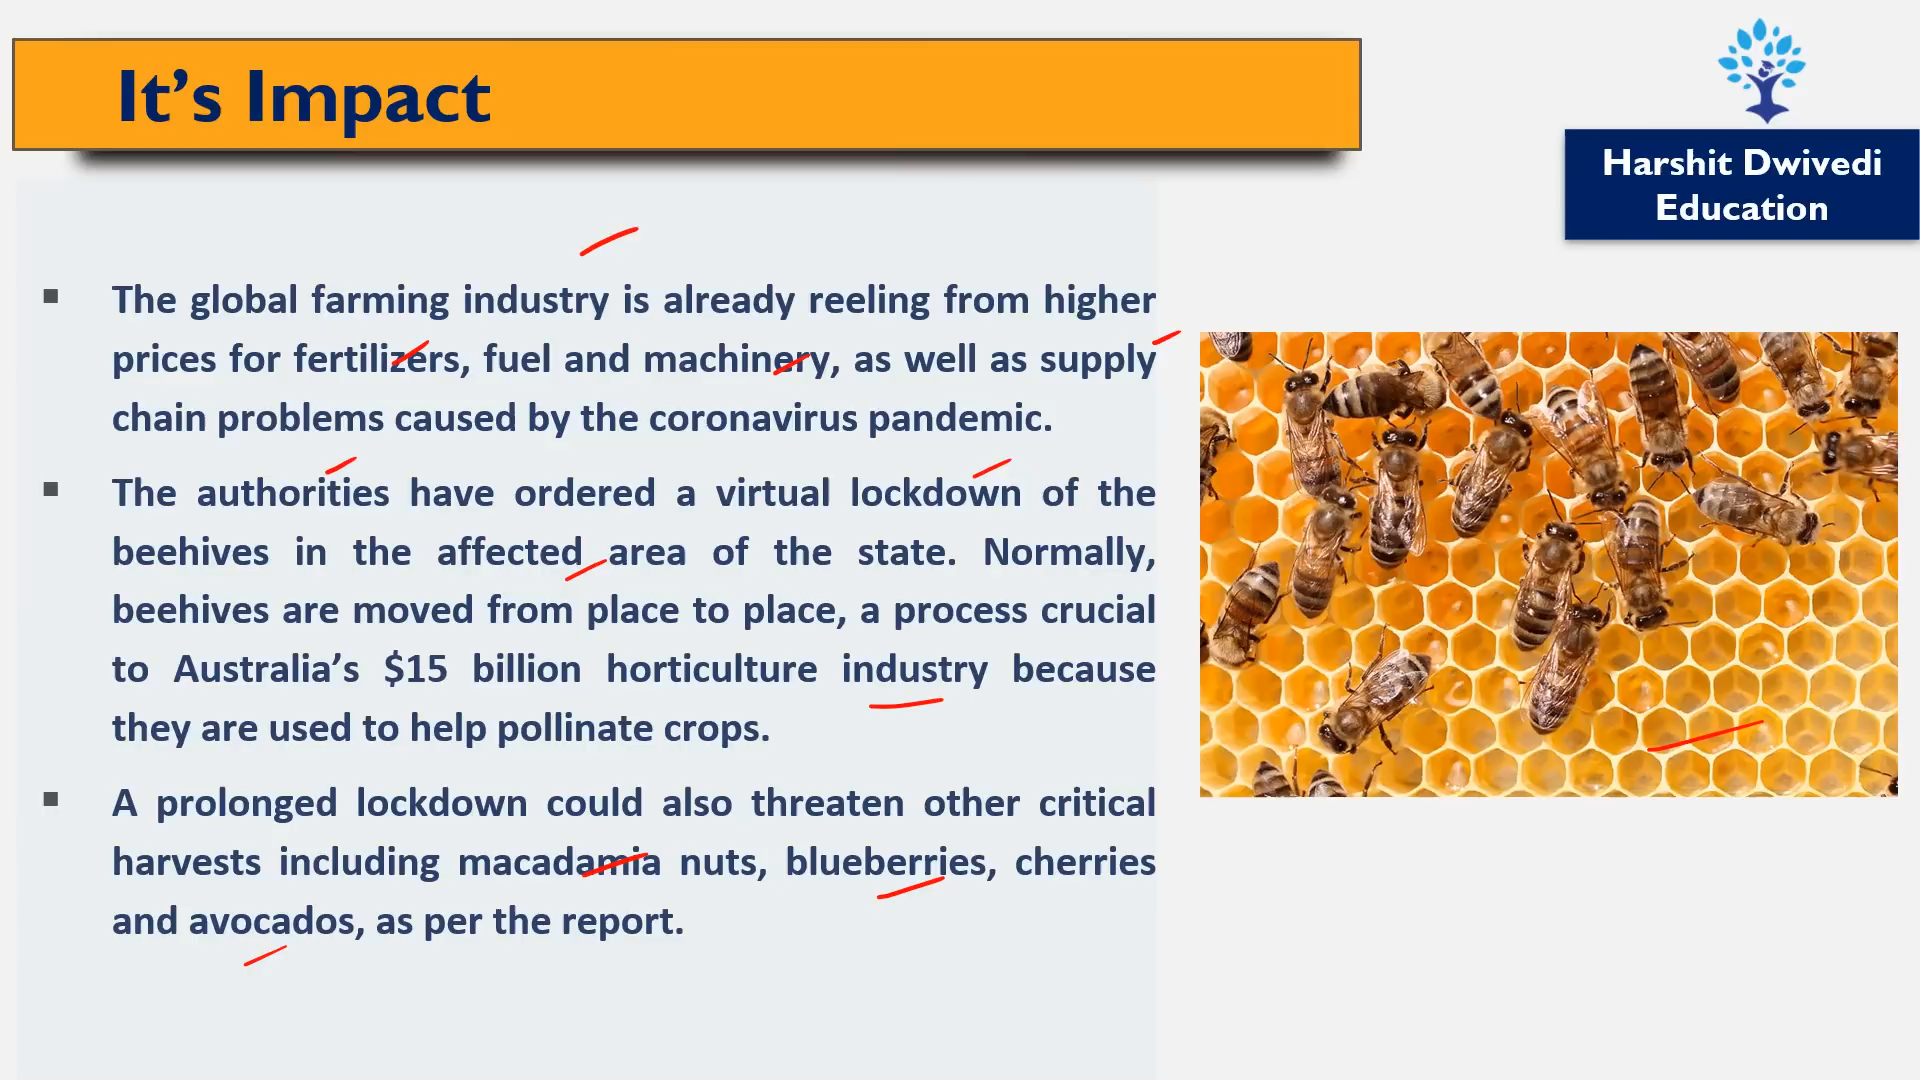 It's Impact
Harshit Dwivedi
Education
▪ The global farming industry is already reeling from higher
prices for fertilizers, fuel and machinery, as well as supply
chain problems caused by the coronavirus pandemic.
▪ The authorities have ordered a virtual lockdown of the
beehives in the affected area of the state. Normally,
beehives are moved from place to place, a process crucial
to Australia’s $15 billion horticulture industry because
they are used to help pollinate crops.
▪ A prolonged lockdown could also threaten other critical
harvests including macadamia nuts, blueberries, cherries
and avocados, as per the report.